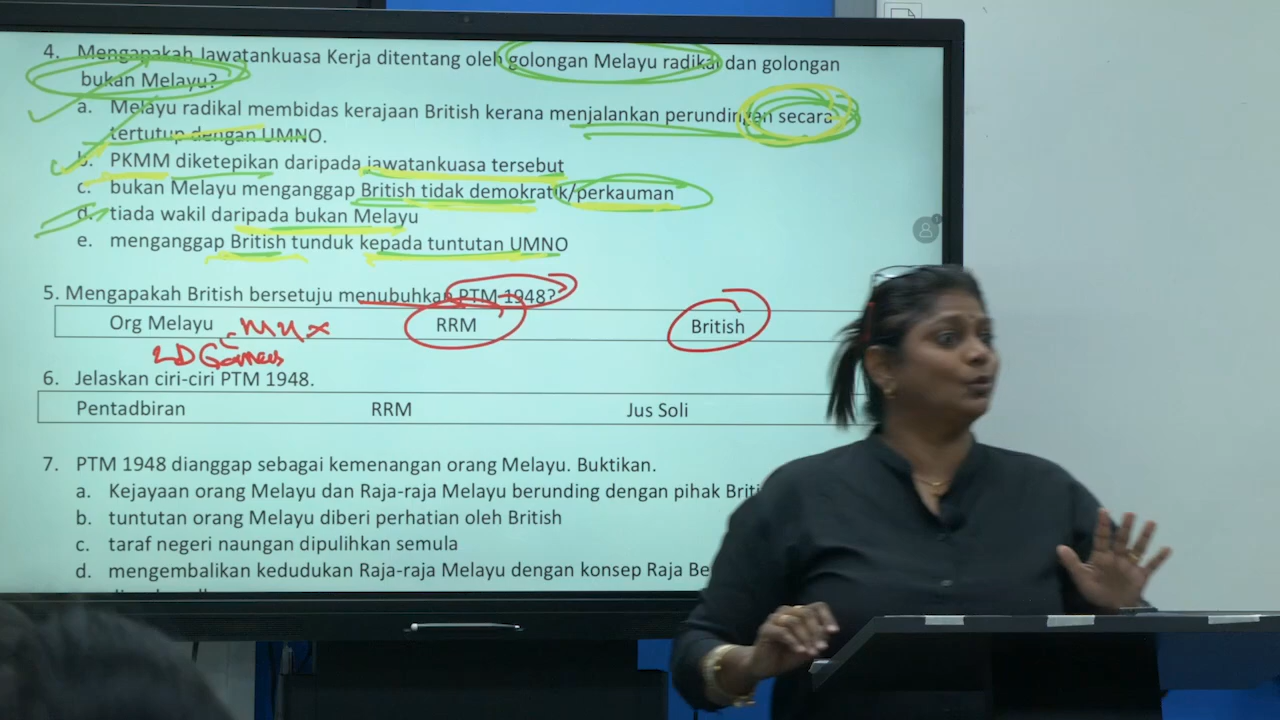 4. Mengapakah Jawatankuasa Kerja ditentang oleh golongan Melayu radikal dan golongan
bukan Melayu?
a. Melayu radikal membidas kerajaan British kerana menjalankan perundingan secara
tertutup dengan UMNO.
b. PKMM diketepikan daripada jawatankuasa tersebut
c. bukan Melayu menganggap British tidak demokratik/perkauman
d. tiada wakil daripada bukan Melayu
e. menganggap British tunduk kepada tuntutan UMNO
5. Mengapakah British bersetuju menubuhkan PTM 1948?
Org Melayu RRM British
6. Jelaskan ciri-ciri PTM 1948.
Pentadbiran RRM Jus Soli
7. PTM 1948 dianggap sebagai kemenangan orang Melayu. Buktikan.
a. Kejayaan orang Melayu dan Raja-raja Melayu berunding dengan pihak
b. tuntutan orang Melayu diberi perhatian oleh British
c. taraf negeri naungan dipulihkan semula
d. mengembalikan kedudukan Raja-raja Melayu dengan konsep Raja